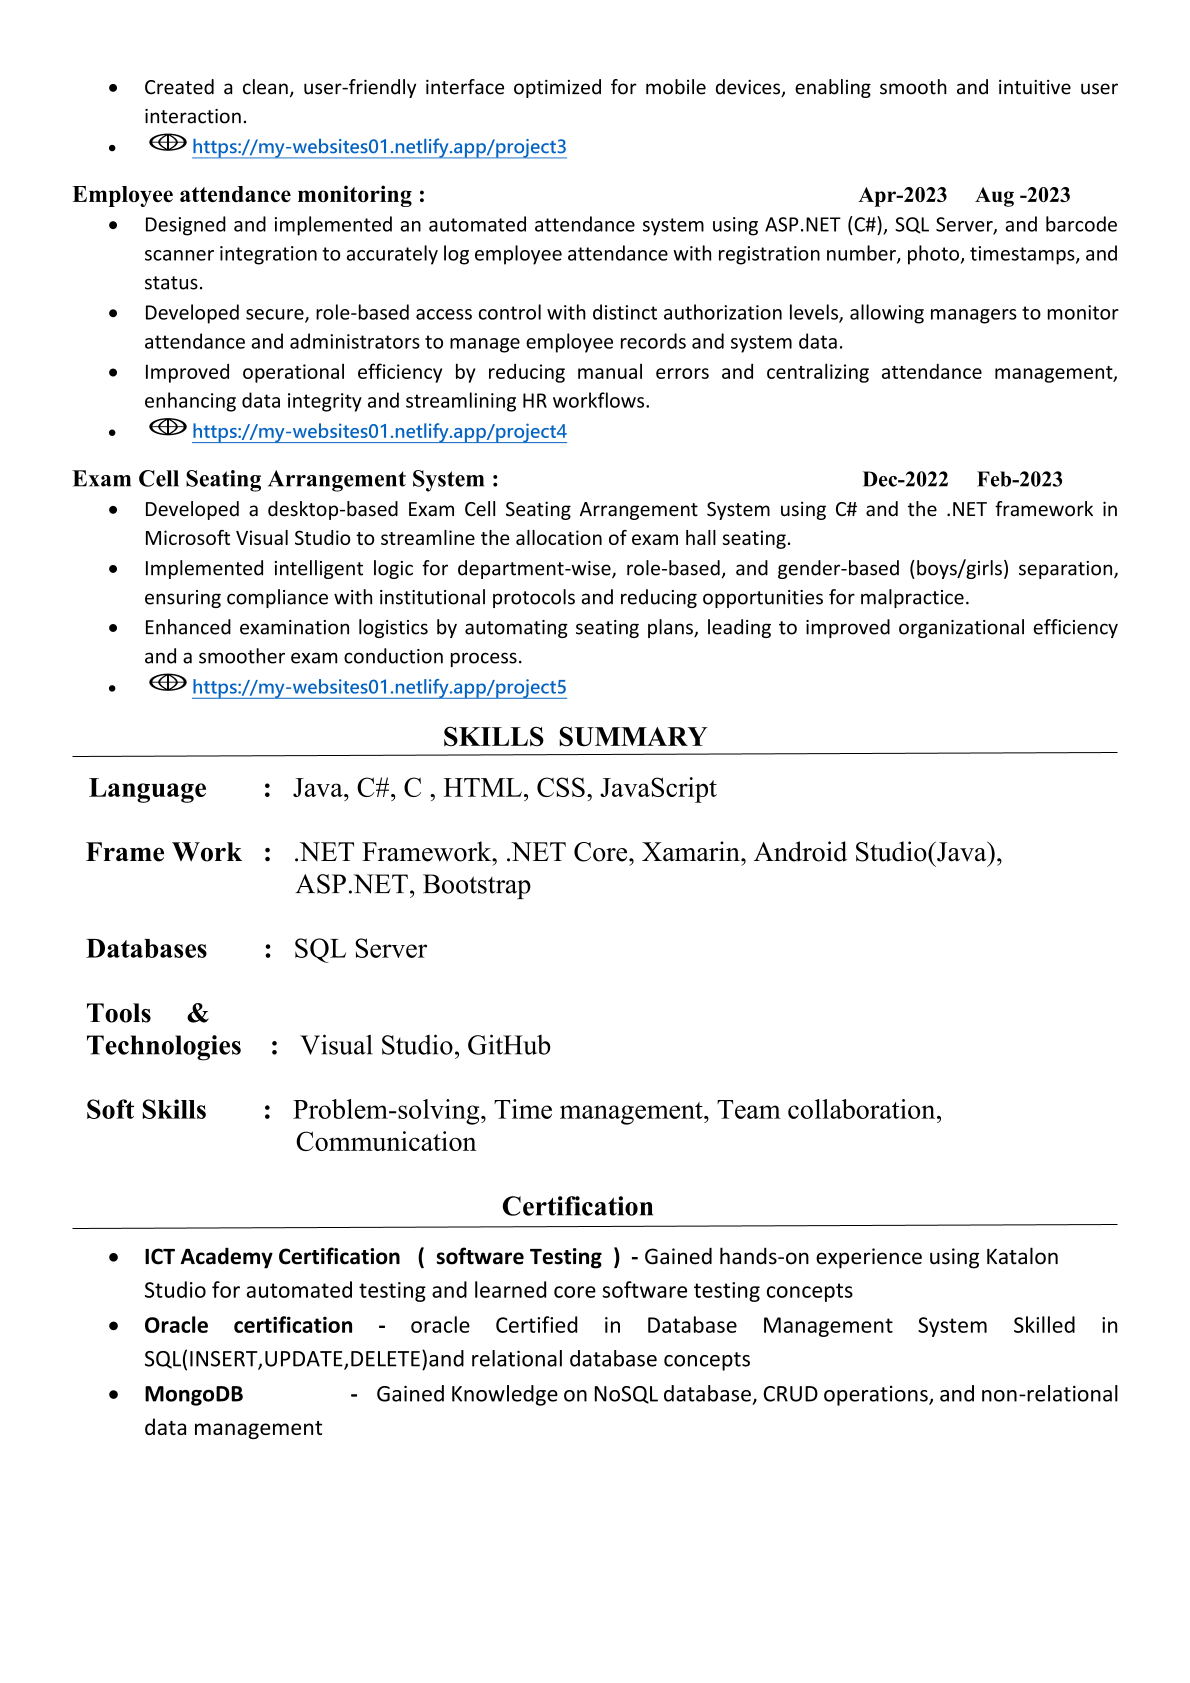 • Created a clean, user-friendly interface optimized for mobile devices, enabling smooth and intuitive user
interaction.
• https://my-websites01.netlify.app/project3
Employee attendance monitoring : Apr-2023 Aug -2023
• Designed and implemented an automated attendance system using ASP.NET (C#), SQL Server, and barcode
scanner integration to accurately log employee attendance with registration number, photo, timestamps, and
status.
• Developed secure, role-based access control with distinct authorization levels, allowing managers to monitor
attendance and administrators to manage employee records and system data.
• Improved operational efficiency by reducing manual errors and centralizing attendance management,
enhancing data integrity and streamlining HR workflows.
• https://my-websites01.netlify.app/project4
Exam Cell Seating Arrangement System : Dec-2022 Feb-2023
• Developed a desktop-based Exam Cell Seating Arrangement System using C# and the .NET framework in
Microsoft Visual Studio to streamline the allocation of exam hall seating.
• Implemented intelligent logic for department-wise, role-based, and gender-based (boys/girls) separation,
ensuring compliance with institutional protocols and reducing opportunities for malpractice.
• Enhanced examination logistics by automating seating plans, leading to improved organizational efficiency
and a smoother exam conduction process.
• https://my-websites01.netlify.app/project5
SKILLS SUMMARY
Language : Java, C#, C , HTML, CSS, JavaScript
Frame Work : .NET Framework, .NET Core, Xamarin, Android Studio(Java),
ASP.NET, Bootstrap
Databases : SQL Server
Tools &
Technologies : Visual Studio, GitHub
Soft Skills : Problem-solving, Time management, Team collaboration,
Communication
Certification
• ICT Academy Certification ( software Testing ) - Gained hands-on experience using Katalon
Studio for automated testing and learned core software testing concepts
• Oracle certification - oracle Certified in Database Management System Skilled in
SQL(INSERT,UPDATE,DELETE)and relational database concepts
• MongoDB - Gained Knowledge on NoSQL database, CRUD operations, and non-relational
data management